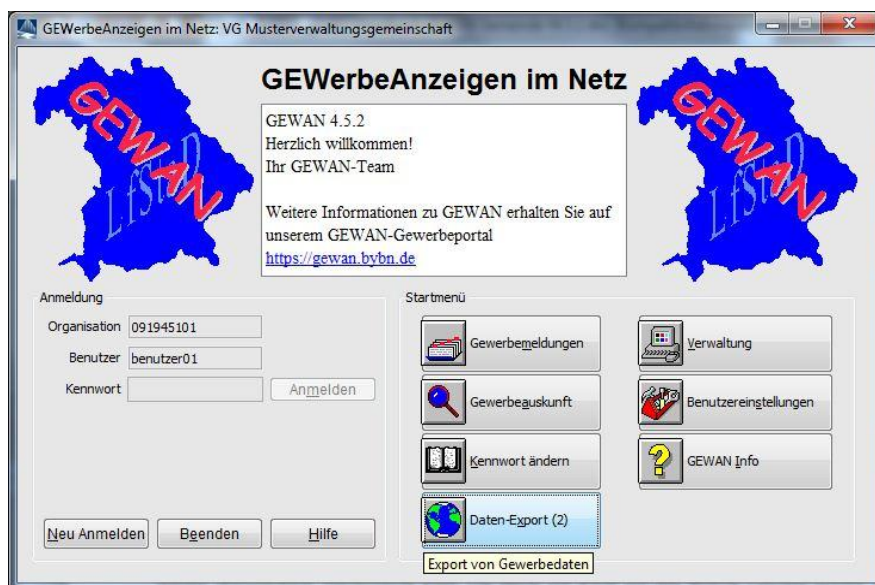 GEWerbeAnzeigen im Netz: VG Musterverwaltungsgemeinschaft
GEWAN
LfStaD
GEWerbeAnzeigen im Netz
GEWAN
LfStaD
GEWAN 4.5.2
Herzlich willkommen!
Ihr GEWAN-Team
Weitere Informationen zu GEWAN erhalten Sie auf
unserem GEWAN-Gewerbeportal
https://gewan.bybn.de
Anmeldung
Organisation 091945101
Benutzer benutzer01
Kennwort Anmelden
Neu Anmelden Beenden Hilfe
Startmenü
Gewerbemeldungen Verwaltung
Gewerbeauskunft Benutzereinstellungen
Kennwort ändern GEWAN Info
Daten-Export (2)
Export von Gewerbedaten